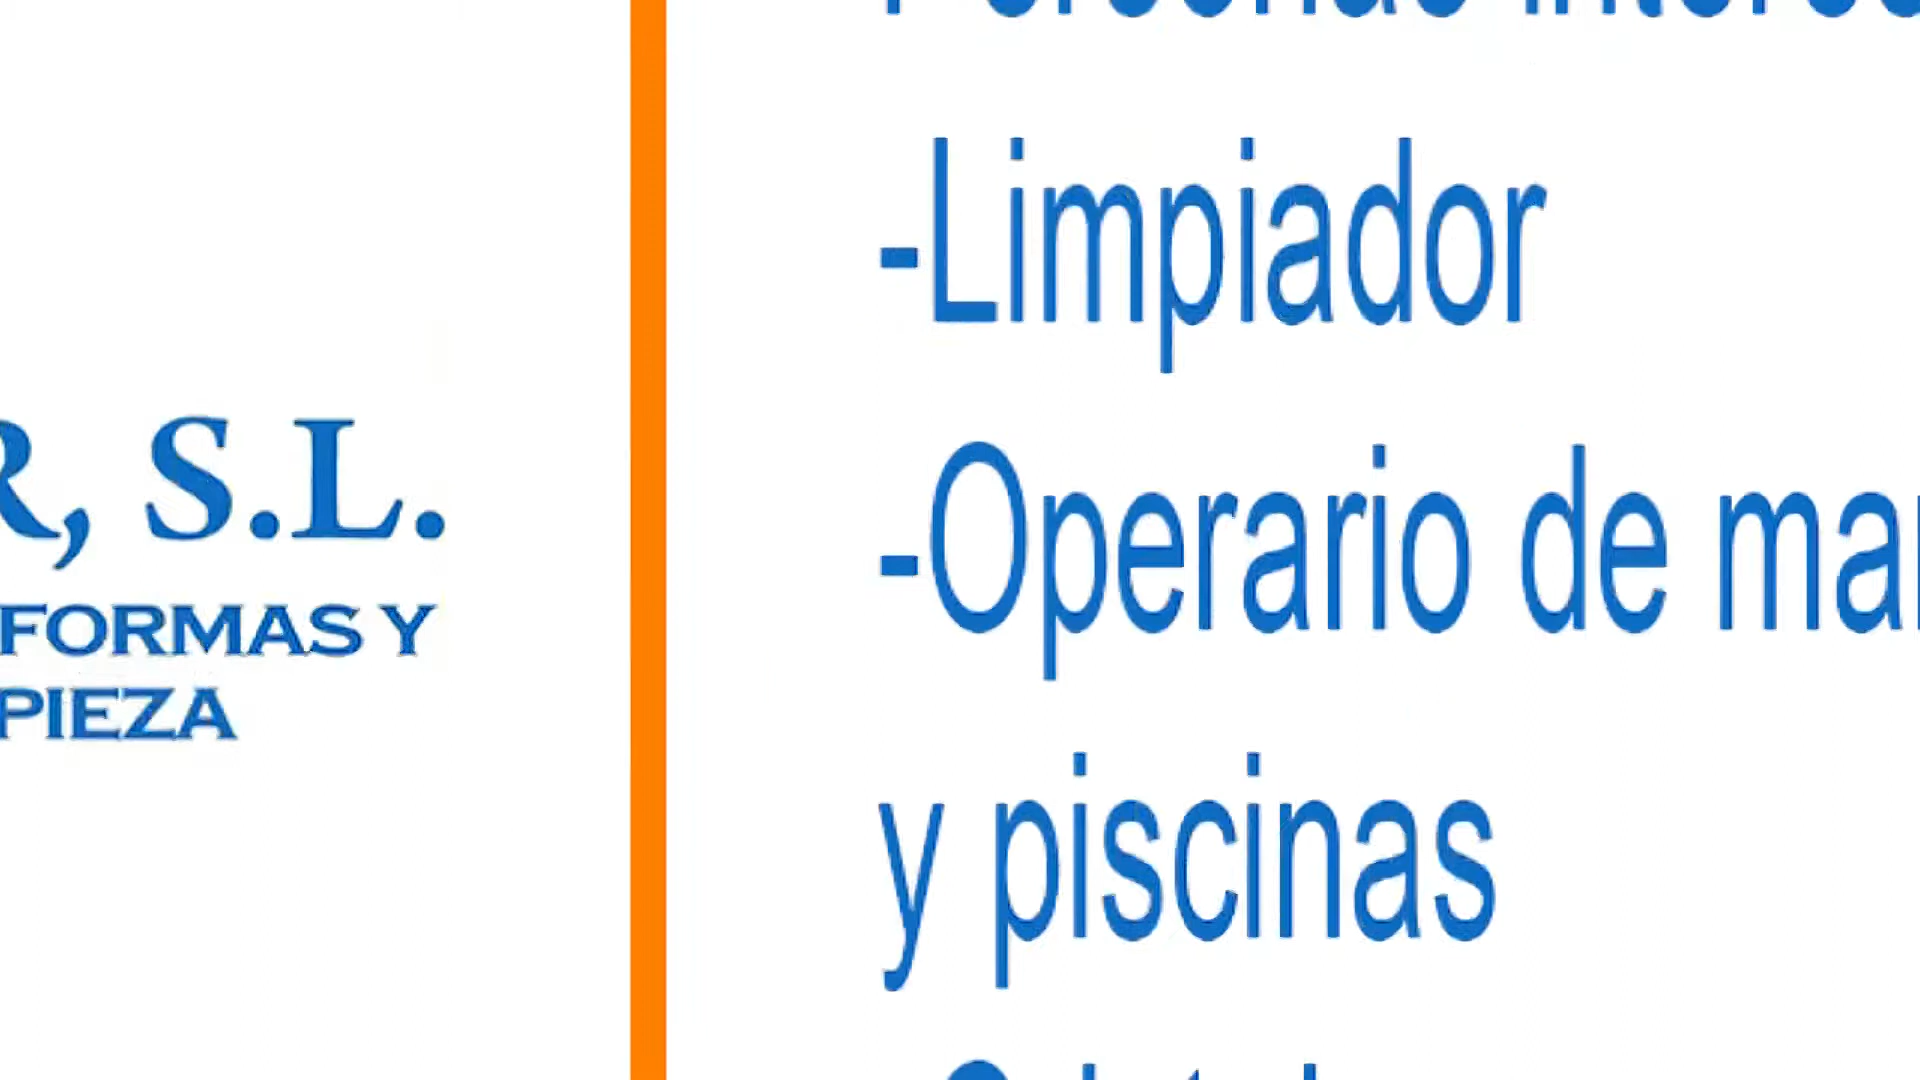 R, S.L.
FORMAS Y
PIEZA
-Limpiador
-Operario de ma
y piscinas